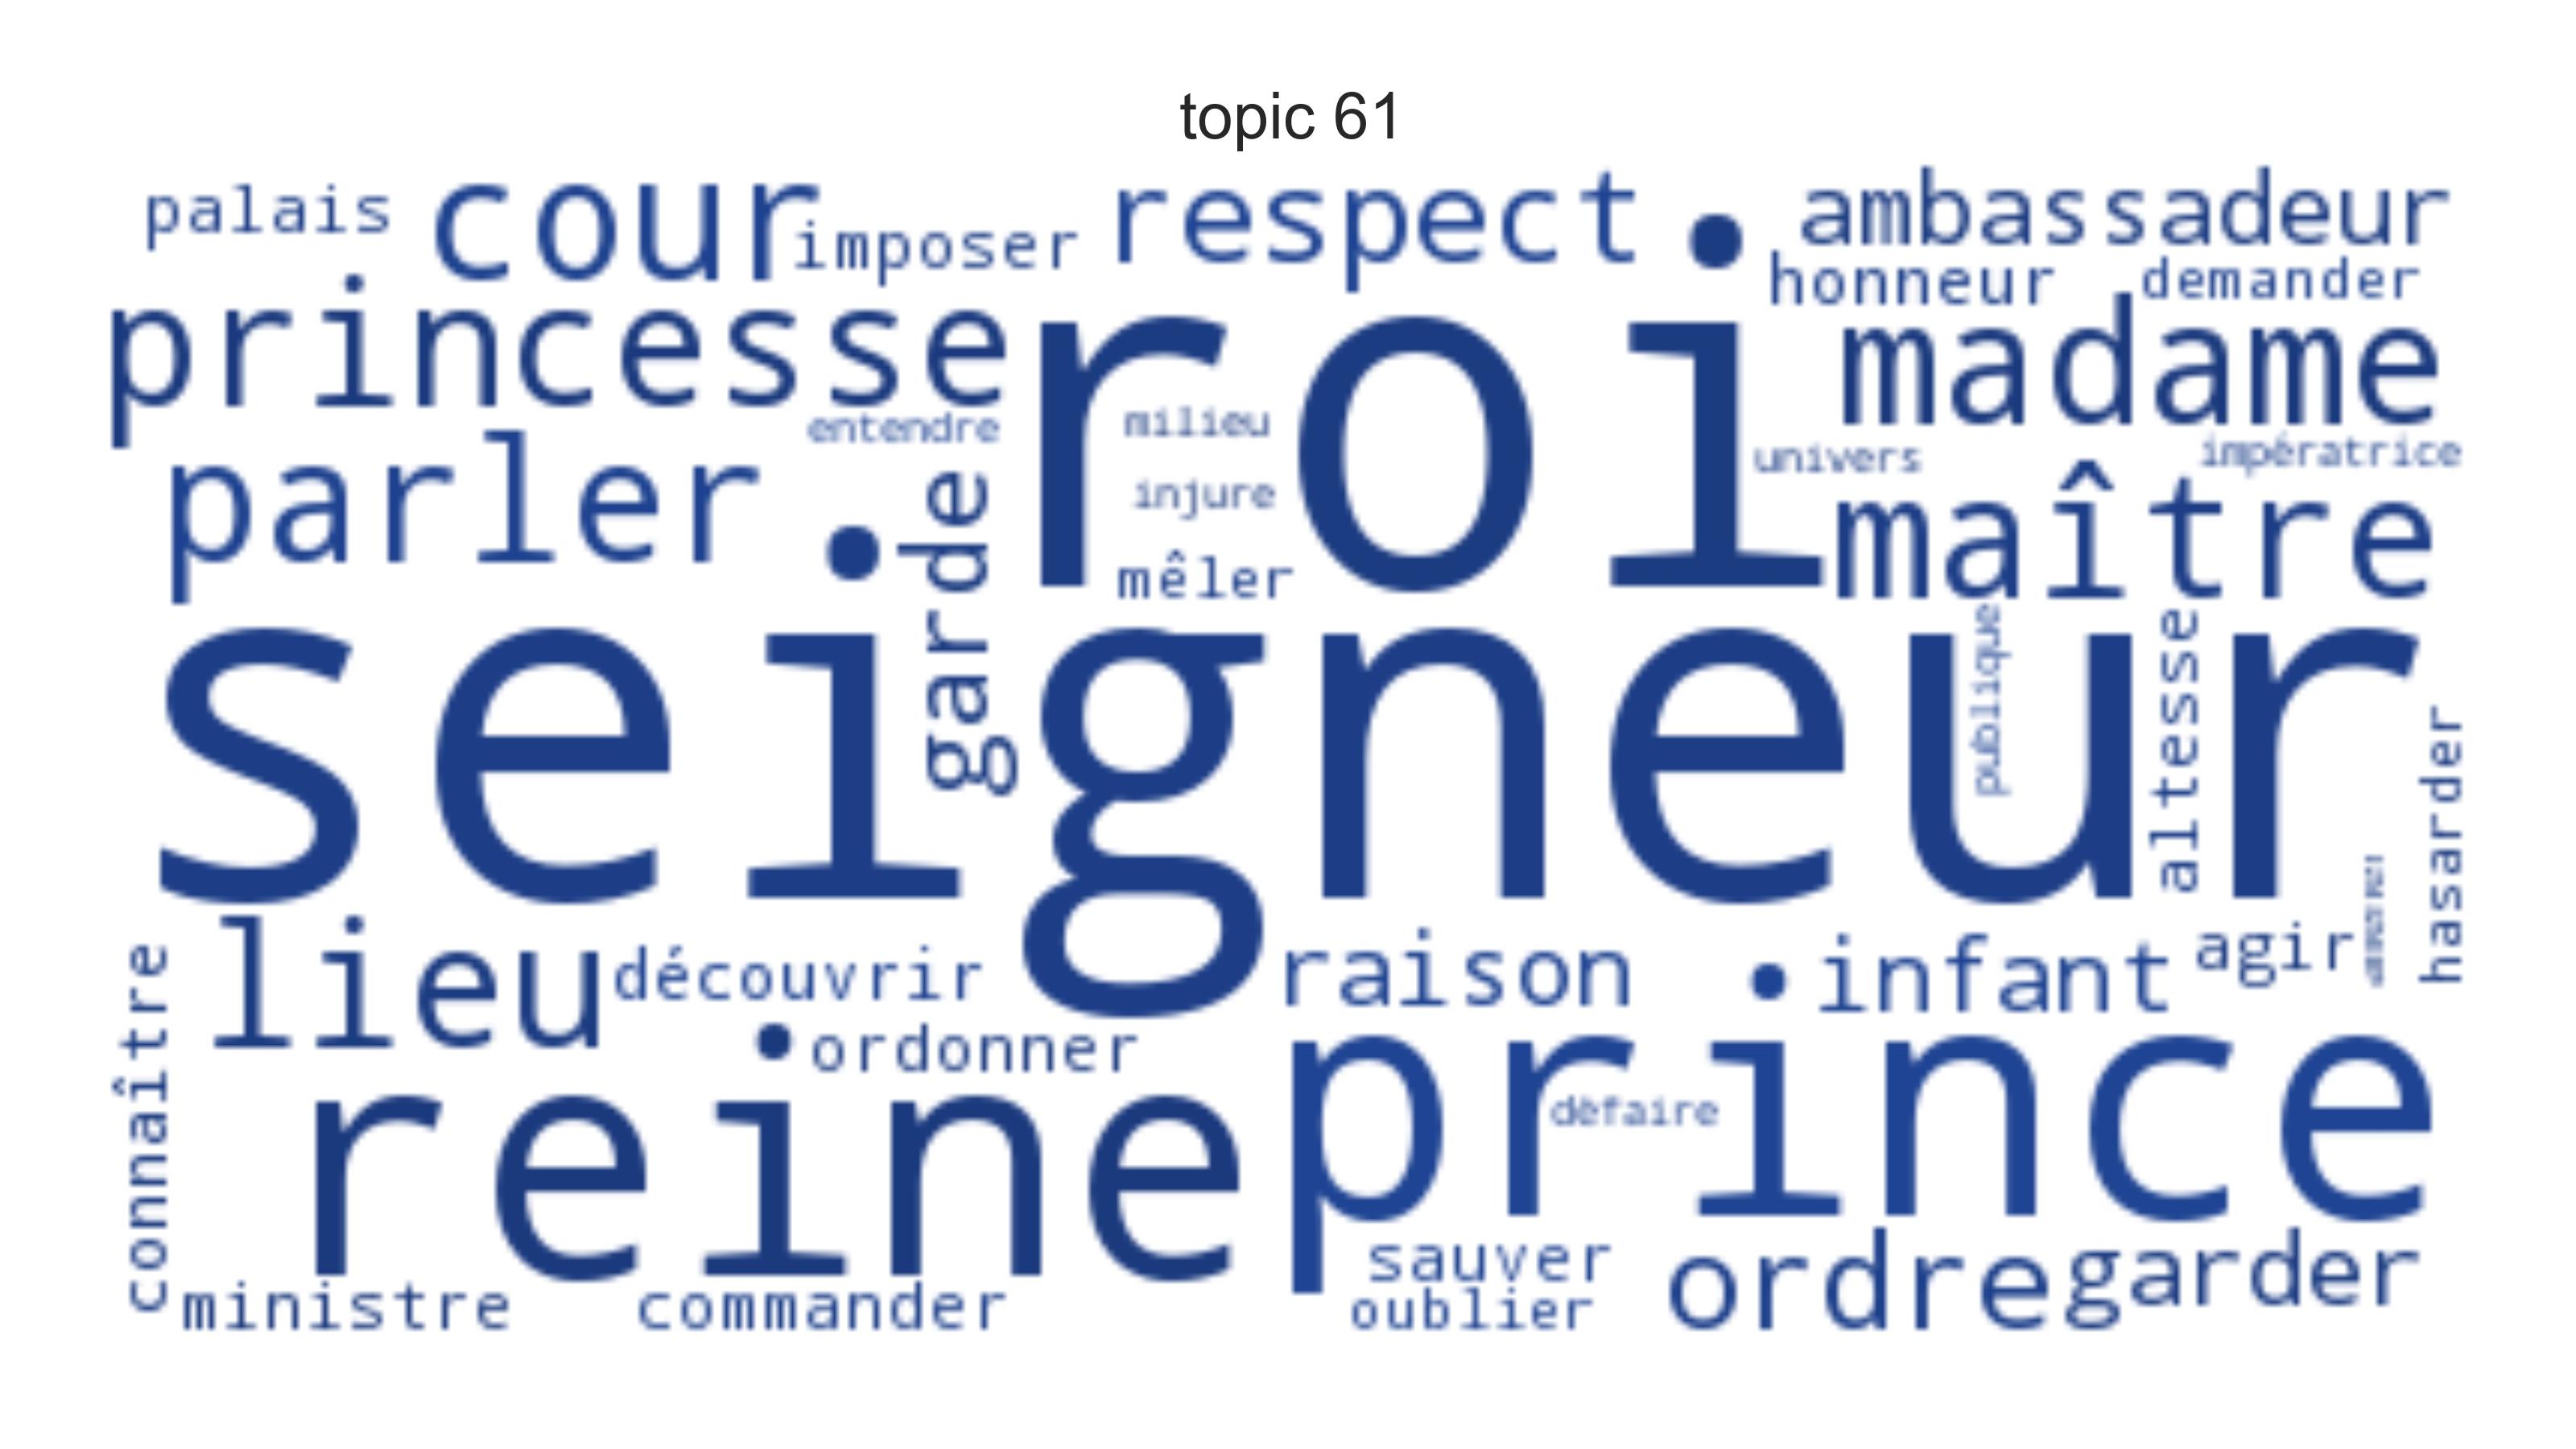 topic 61
palais
cour
imposer
respect
ambassadeur
honneur
demander
princesse
roi
madame
entendre
milieu
univers
impératrice
parler
garde
injure
maître
mêler
seigneur
publique
altesse
hasarder
lieu
découvrir
raison
infant
agir
connaître
ordonner
reine
prince
défaire
sauver
ordre
garder
ministre
commander
oublier